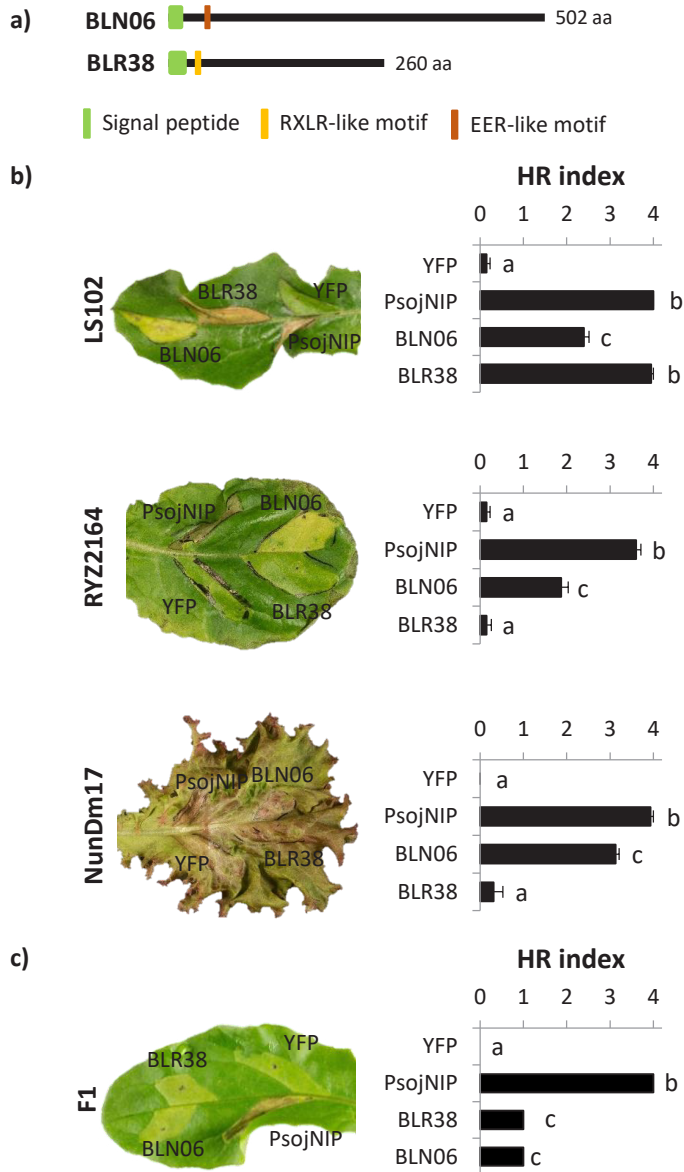 a)
BLN06
502 aa
BLR38
260 aa
Signal peptide
RXLR-like motif
EER-like motif
b)
HR index
0 1 2 3 4
LS102
BLR38
YFP
BLN06
PsojNIP
YFP a
PsojNIP b
BLN06 c
BLR38 b
0 1 2 3 4
RYZ2164
PsojNIP
BLN06
YFP
BLR38
YFP a
PsojNIP b
BLN06 c
BLR38 a
0 1 2 3 4
NunDm17
PsojNIP
BLN06
YFP
BLR38
YFP a
PsojNIP b
BLN06 c
BLR38 a
c)
HR index
0 1 2 3 4
F1
BLR38
YFP
BLN06
PsojNIP
YFP a
PsojNIP b
BLR38 c
BLN06 c